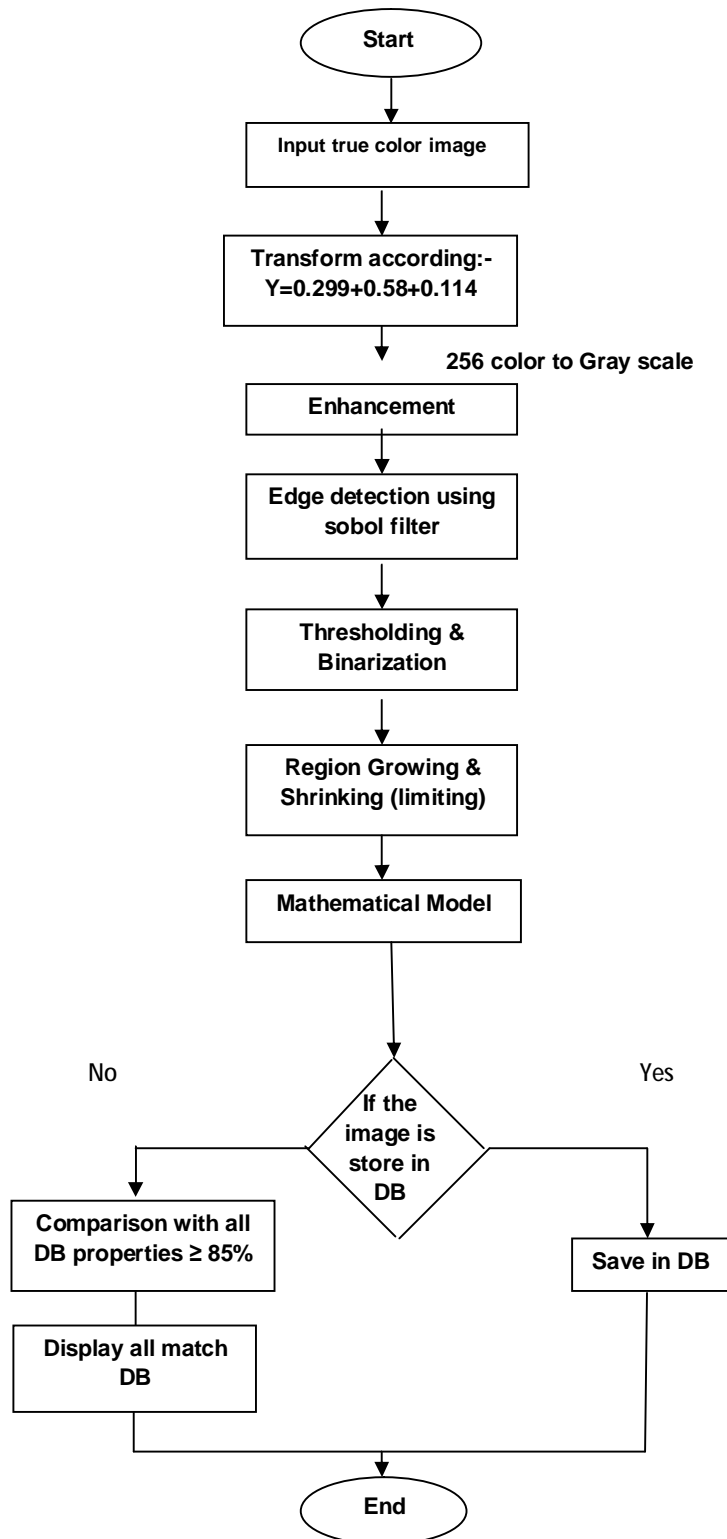 Start
Input true color image
Transform according:-
Y=0.299+0.58+0.114
256 color to Gray scale
Enhancement
Edge detection using
sobol filter
Thresholding &
Binarization
Region Growing &
Shrinking (limiting)
Mathematical Model
No
Yes
If the
image is
store in
DB
Comparison with all
DB properties ≥ 85%
Save in DB
Display all match
DB
End